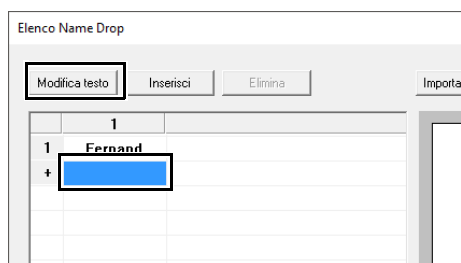 Elenco Name Drop
Modifica testo Inserisci Elimina Importa
1
1 Fernand
+